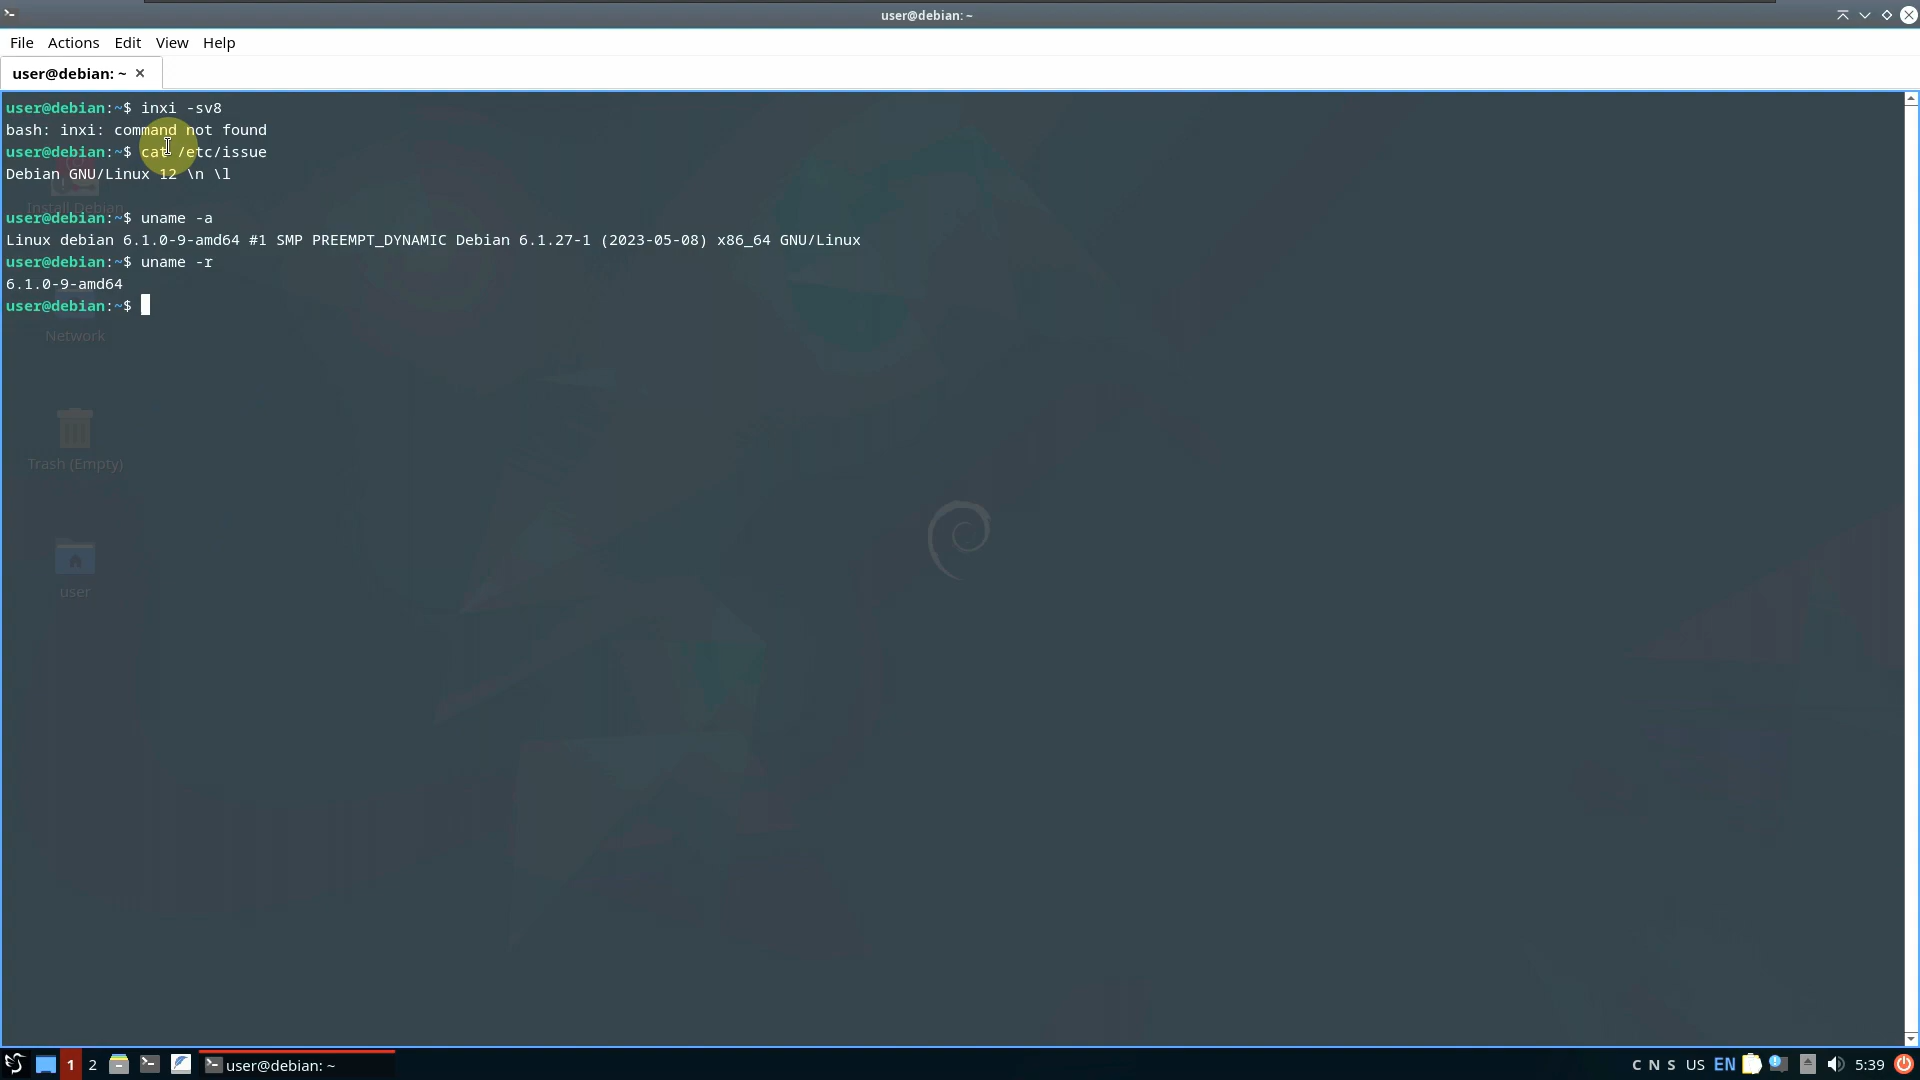 user@debian: ~
File Actions Edit View Help
user@debian: ~
user@debian:~$ inxi -sv8
bash: inxi: command not found
user@debian:~$ cat /etc/issue
Debian GNU/Linux 12 \n \l
Install Debian
user@debian:~$ uname -a
Linux debian 6.1.0-9-amd64 #1 SMP PREEMPT_DYNAMIC Debian 6.1.27-1 (2023-05-08) x86_64 GNU/Linux
user@debian:~$ uname -r
6.1.0-9-amd64
user@debian:~$
Network
Trash (Empty)
user
1 2 user@debian: ~ C N S US EN 5:39